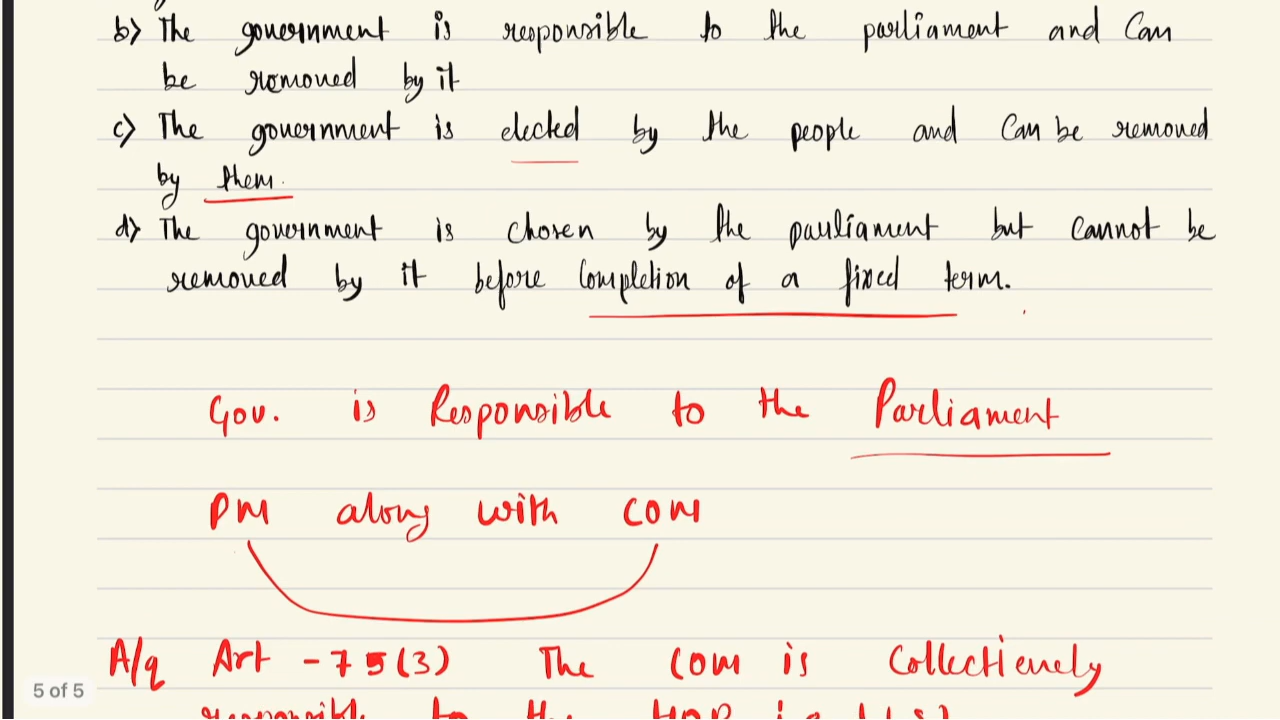 b) The government is responsible to the parliament and Can
be removed by it
c) The government is elected by the people and Can be removed
by them.
d) The government is chosen by the parliament but Cannot be
removed by it before Completion of a fixed term.
Gov. is Responsible to the Parliament
PM along with COM
A/q Art - 75(3) The COM is Collectively
5 of 5
responsible to the